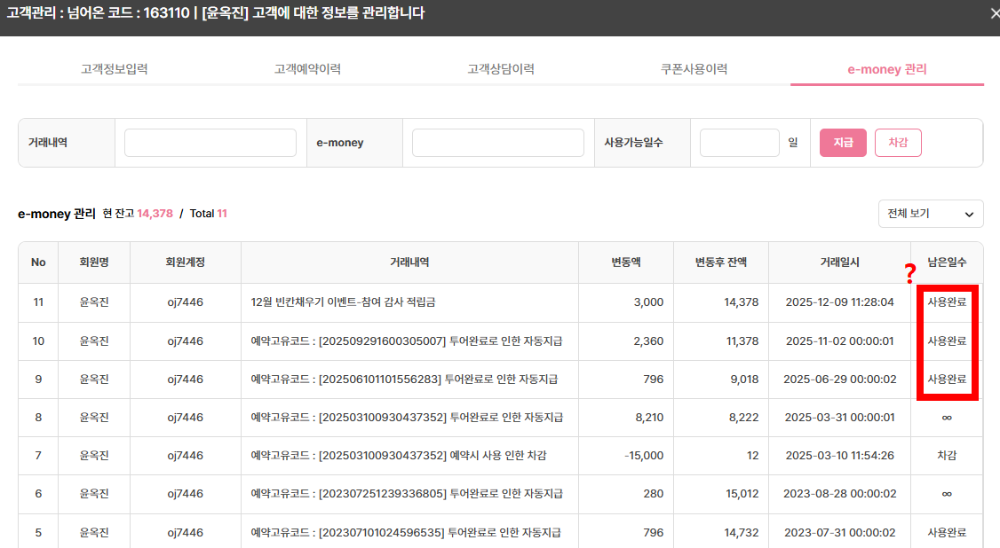 고객관리 : 넘어온 코드 : 163110 | [윤옥진] 고객에 대한 정보를 관리합니다
고객정보입력 고객예약이력 고객상담이력 쿠폰사용이력 e-money 관리
거래내역 e-money 사용가능일수 일 지급 차감
e-money 관리 현 잔고 14,378 / Total 11 전체 보기
No 회원명 회원계정 거래내역 변동액 변동후 잔액 거래일시 남은일수
?
11 윤옥진 oj7446 12월 빈칸채우기 이벤트-참여 감사 적립금 3,000 14,378 2025-12-09 11:28:04 사용완료
10 윤옥진 oj7446 예약고유코드 : [202509291600305007] 투어완료로 인한 자동지급 2,360 11,378 2025-11-02 00:00:01 사용완료
9 윤옥진 oj7446 예약고유코드 : [202506101101556283] 투어완료로 인한 자동지급 796 9,018 2025-06-29 00:00:02 사용완료
8 윤옥진 oj7446 예약고유코드 : [202503100930437352] 투어완료로 인한 자동지급 8,210 8,222 2025-03-31 00:00:01 ∞
7 윤옥진 oj7446 예약고유코드 : [202503100930437352] 예약시 사용 인한 차감 -15,000 12 2025-03-10 11:54:26 차감
6 윤옥진 oj7446 예약고유코드 : [202307251239336805] 투어완료로 인한 자동지급 280 15,012 2023-08-28 00:00:02 ∞
5 윤옥진 oj7446 예약고유코드 : [202307101024596535] 투어완료로 인한 자동지급 796 14,732 2023-07-31 00:00:02 사용완료